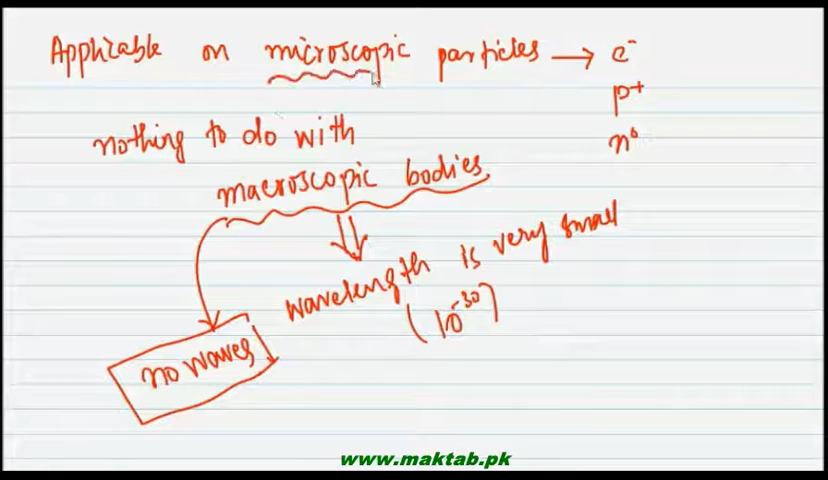 Applicable on microscopic particles → e⁻
p⁺
nothing to do with
n⁰
macroscopic bodies
wavelength is very small
(10⁻³⁰)
no waves
www.maktab.pk